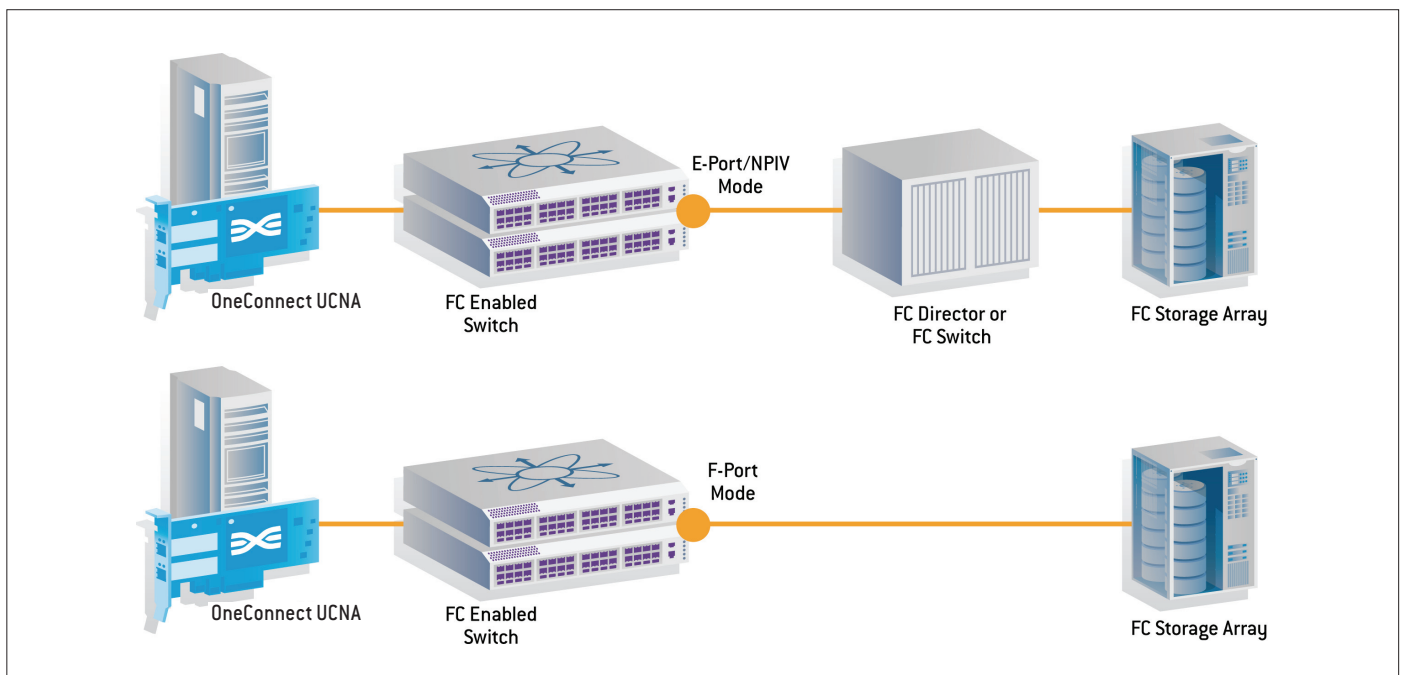 E-Port/NPIV
Mode
OneConnect UCNA
FC Enabled
Switch
FC Director or
FC Switch
FC Storage Array
F-Port
Mode
OneConnect UCNA
FC Enabled
Switch
FC Storage Array